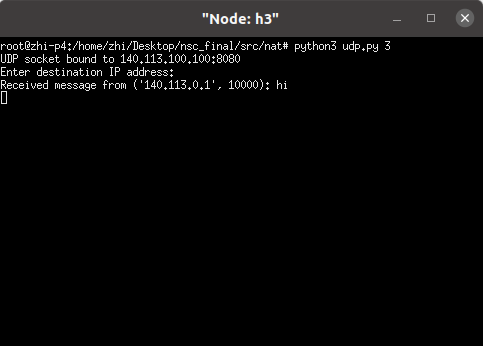 "Node: h3"
root@zhi-p4:/home/zhi/Desktop/nsc_final/src/nat# python3 udp.py 3
UDP socket bound to 140.113.100.100:8080
Enter destination IP address:
Received message from ('140.113.0.1', 10000): hi